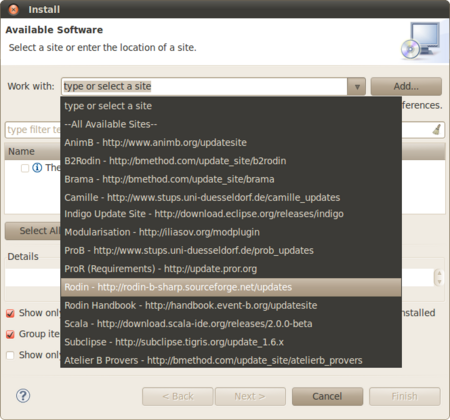 Install
Available Software
Select a site or enter the location of a site.
Work with: type or select a site Add...
type or select a site
ferences.
--All Available Sites--
type filter te
AnimB - http://www.animb.org/updatesite
Name
B2Rodin - http://bmethod.com/update_site/b2rodin
The
Brama - http://bmethod.com/update_site/brama
Camille - http://www.stups.uni-duesseldorf.de/camille_updates
Indigo Update Site - http://download.eclipse.org/releases/indigo
Select Al
Modularisation - http://iliasov.org/modplugin
ProB - http://www.stups.uni-duesseldorf.de/prob_updates
Details
ProR (Requirements) - http://update.pror.org
Rodin - http://rodin-b-sharp.sourceforge.net/updates
Rodin Handbook - http://handbook.event-b.org/updatesite
Show only
nstalled
Scala - http://download.scala-ide.org/releases/2.0.0-beta
Group ite
Subclipse - http://subclipse.tigris.org/update_1.6.x
Show only
Atelier B Provers - http://bmethod.com/update_site/atelierb_provers
? < Back Next > Cancel Finish